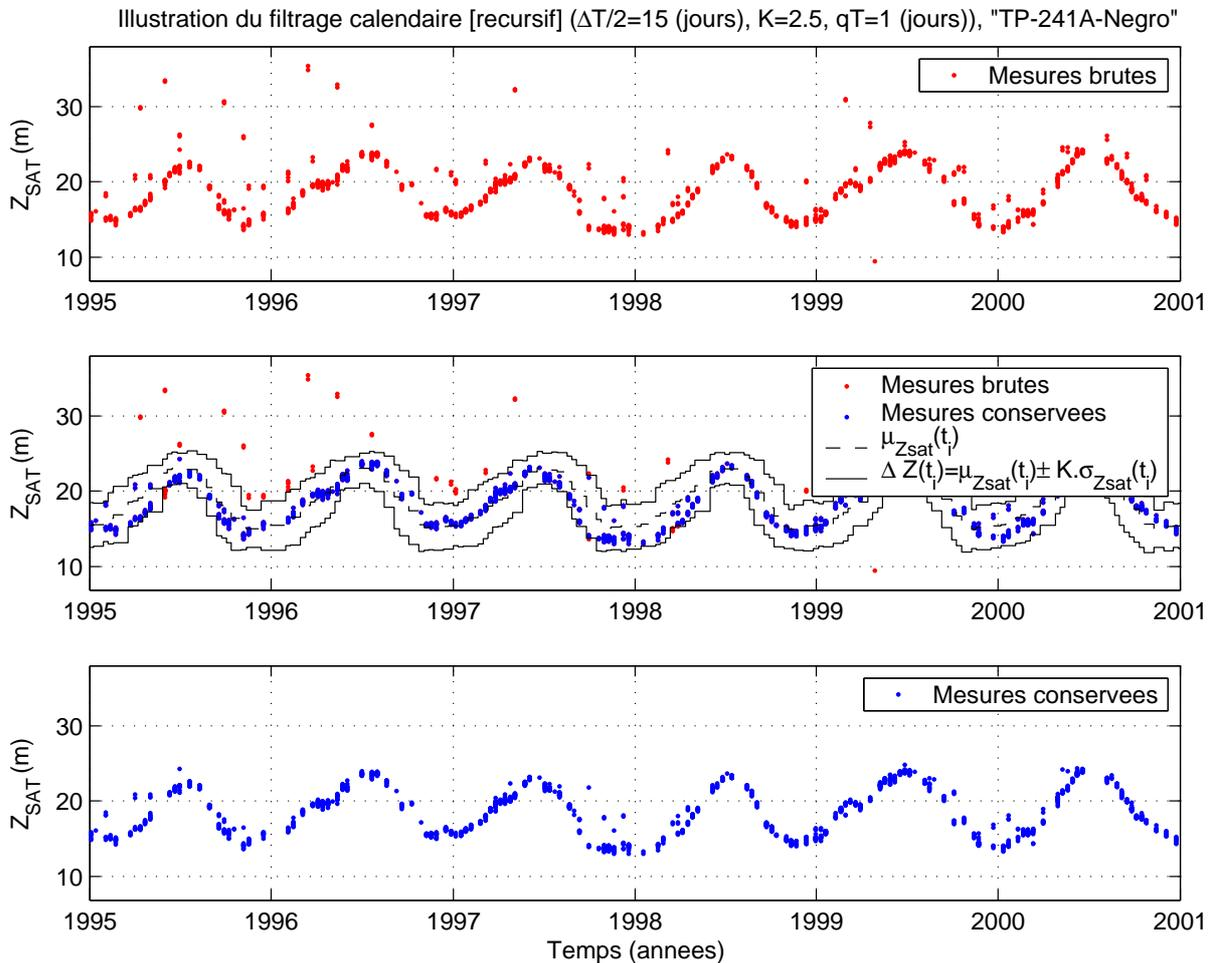 Illustration du filtrage calendaire [recursif] (ΔT/2=15 (jours), K=2.5, qT=1 (jours)), "TP-241A-Negro"
Z_SAT (m)
30
20
10
Mesures brutes
1995 1996 1997 1998 1999 2000 2001
Z_SAT (m)
30
20
10
Mesures brutes
Mesures conservees
μ_Zsat(t_i)
Δ Z(t_i)=μ_Zsat(t_i)± K.σ_Zsat(t_i)
1995 1996 1997 1998 1999 2000 2001
Z_SAT (m)
30
20
10
Mesures conservees
1995 1996 1997 1998 1999 2000 2001
Temps (annees)